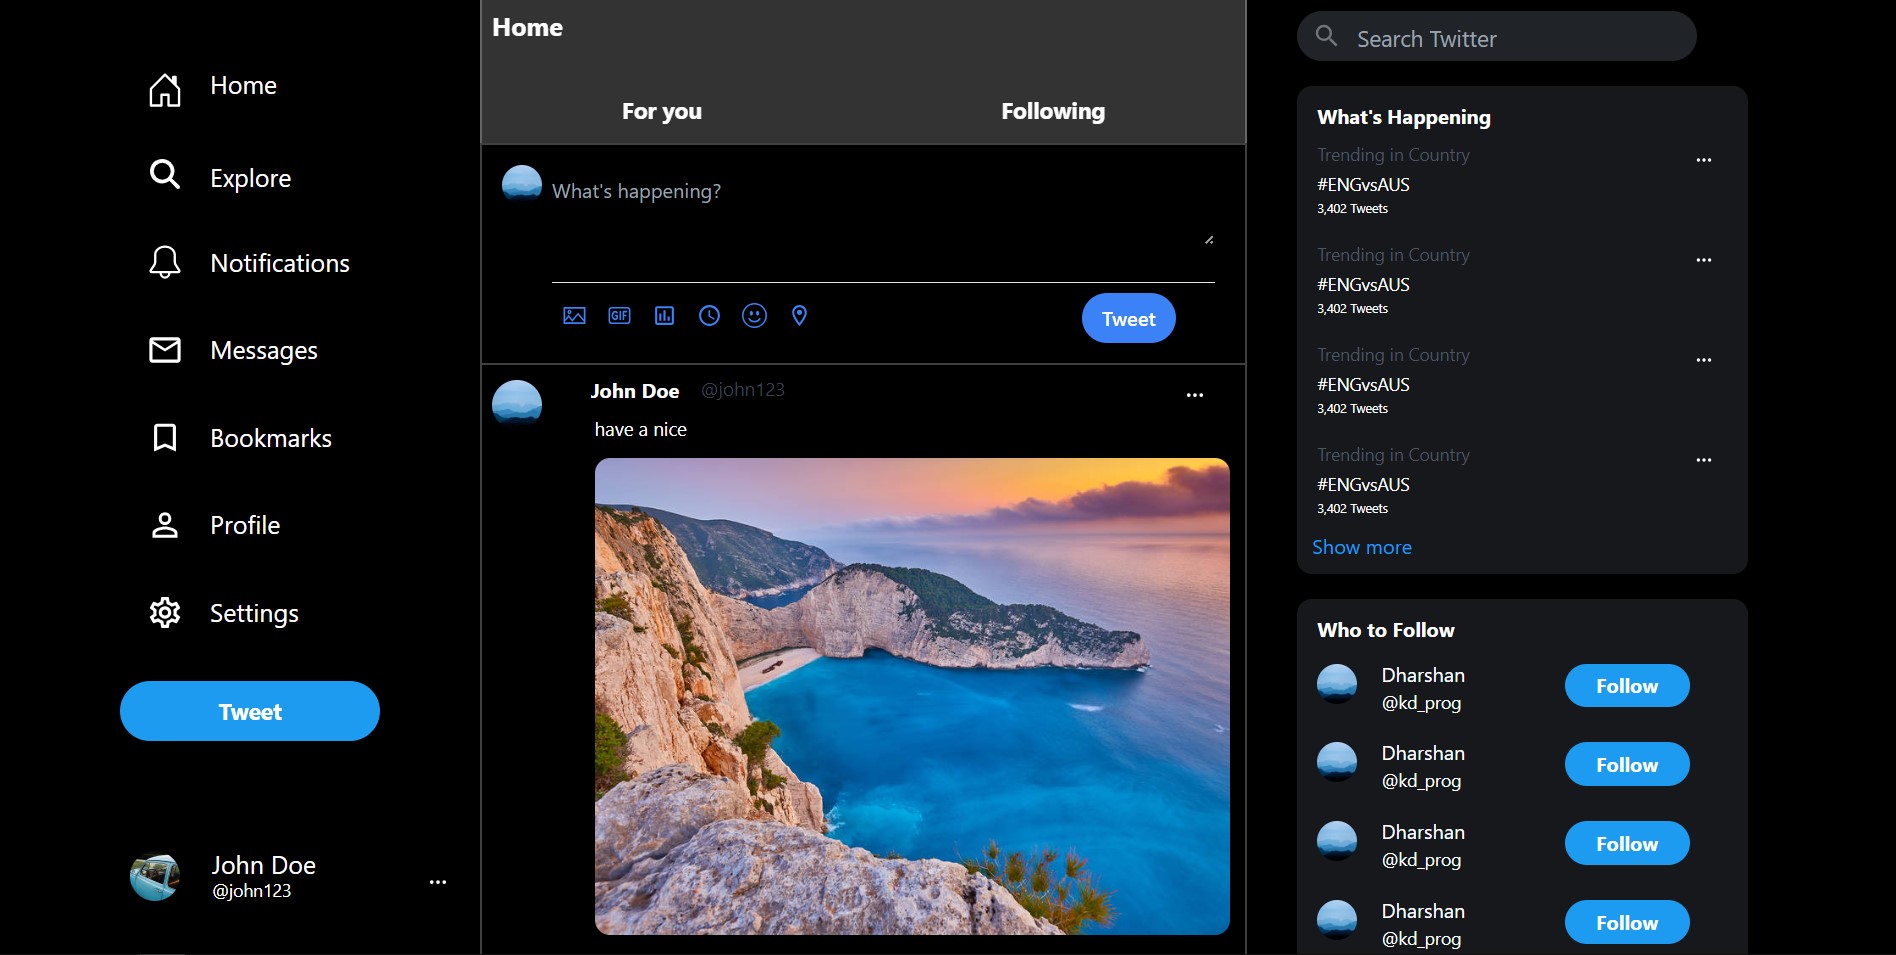 Home
Explore
Notifications
Messages
Bookmarks
Profile
Settings
Tweet
John Doe
@john123
Home
For you
Following
What's happening?
GIF
Tweet
John Doe @john123
have a nice
Search Twitter
What's Happening
Trending in Country
#ENGvsAUS
3,402 Tweets
Trending in Country
#ENGvsAUS
3,402 Tweets
Trending in Country
#ENGvsAUS
3,402 Tweets
Trending in Country
#ENGvsAUS
3,402 Tweets
Show more
Who to Follow
Dharshan
@kd_prog
Follow
Dharshan
@kd_prog
Follow
Dharshan
@kd_prog
Follow
Dharshan
@kd_prog
Follow